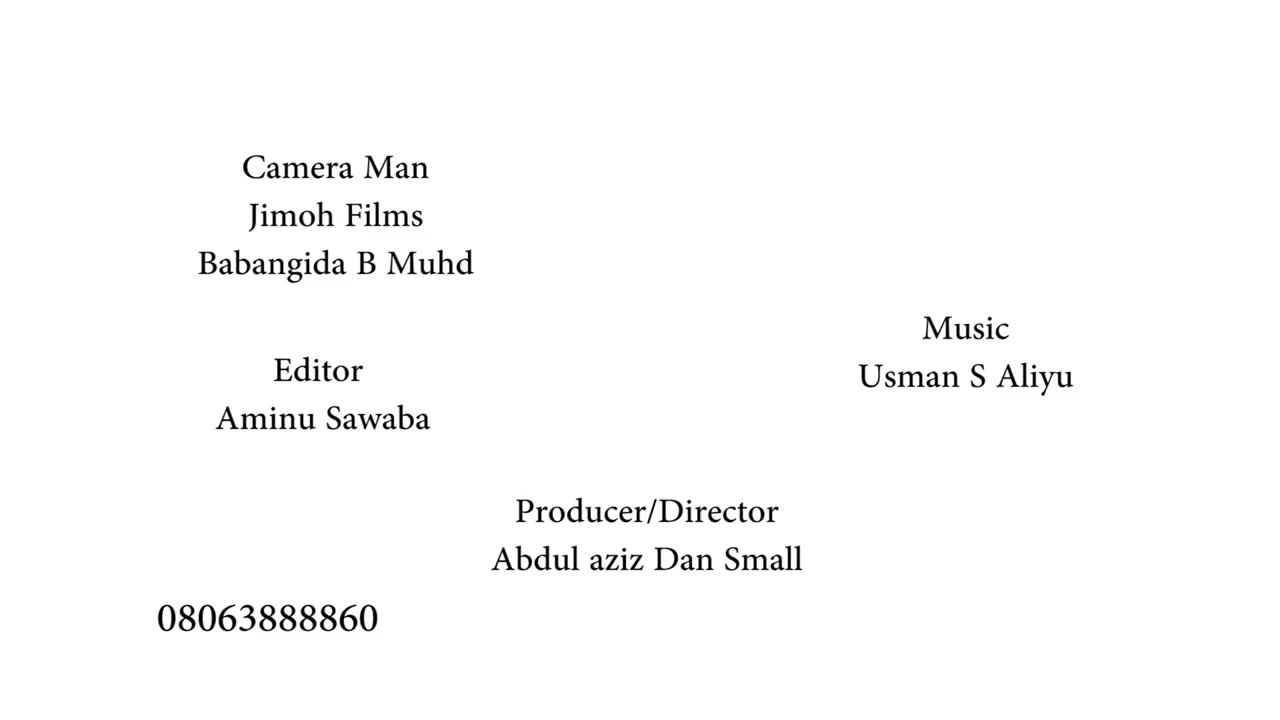 Camera Man
Jimoh Films
Babangida B Muhd
Music
Usman S Aliyu
Editor
Aminu Sawaba
Producer/Director
Abdul aziz Dan Small
08063888860